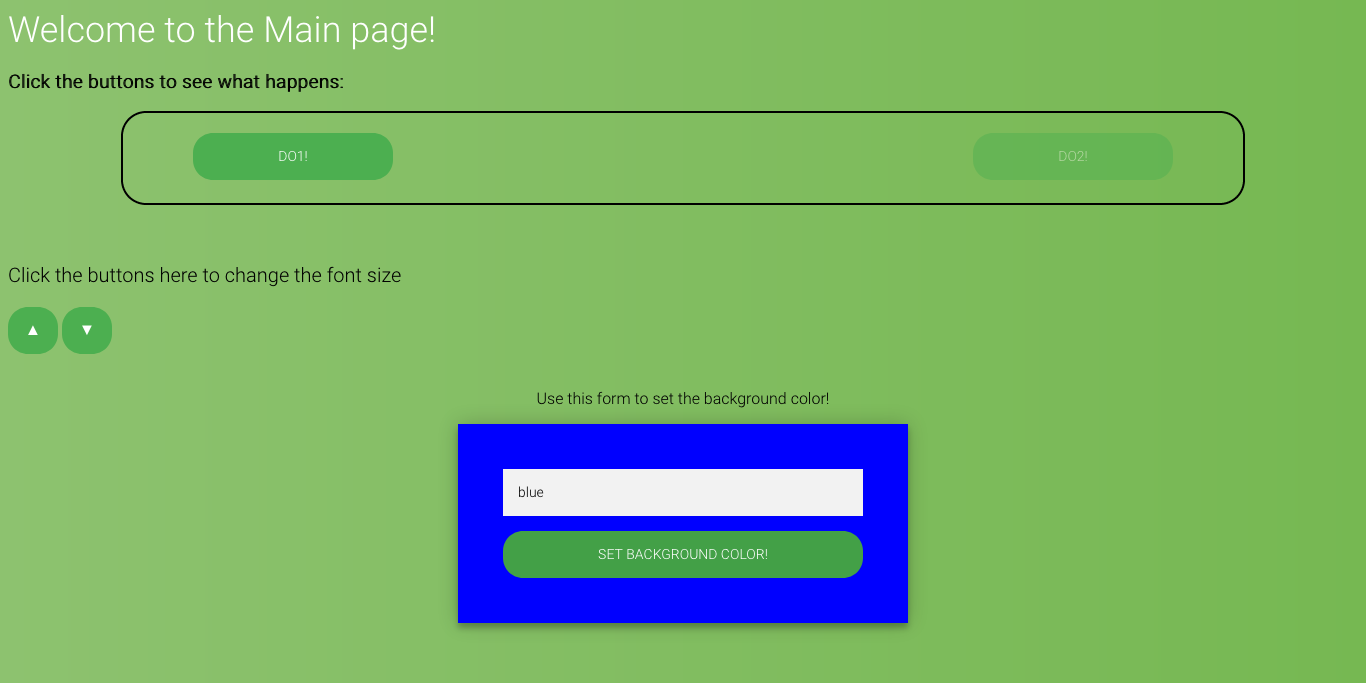 Welcome to the Main page!
Click the buttons to see what happens:
DO1!
DO2!
Click the buttons here to change the font size
▲ ▼
Use this form to set the background color!
blue
SET BACKGROUND COLOR!